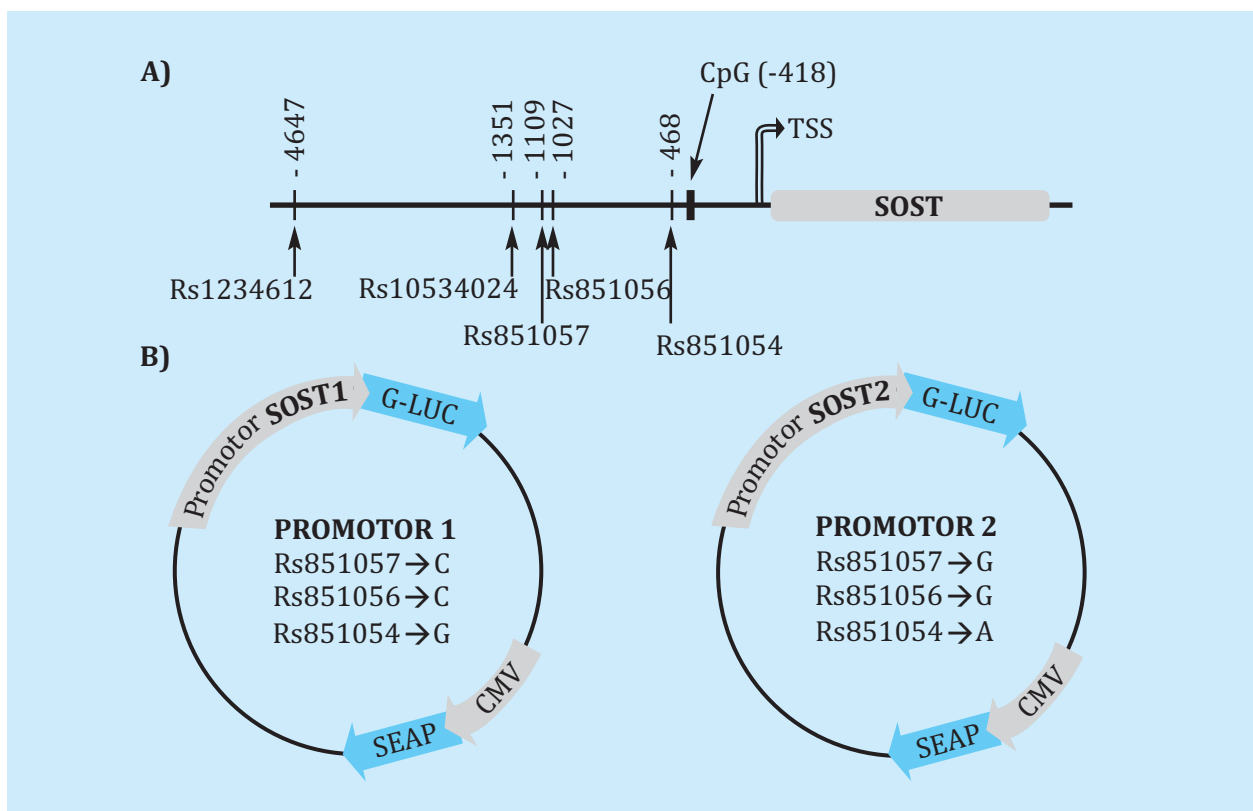 A)
CpG (-418)
- 4647
- 1351
- 1109
- 1027
- 468
TSS
SOST
Rs1234612
Rs10534024
Rs851056
Rs851057
Rs851054
B)
Promotor SOST1
G-LUC
PROMOTOR 1
Rs851057→C
Rs851056→C
Rs851054→G
CMV
SEAP
Promotor SOST2
G-LUC
PROMOTOR 2
Rs851057→G
Rs851056→G
Rs851054→A
CMV
SEAP